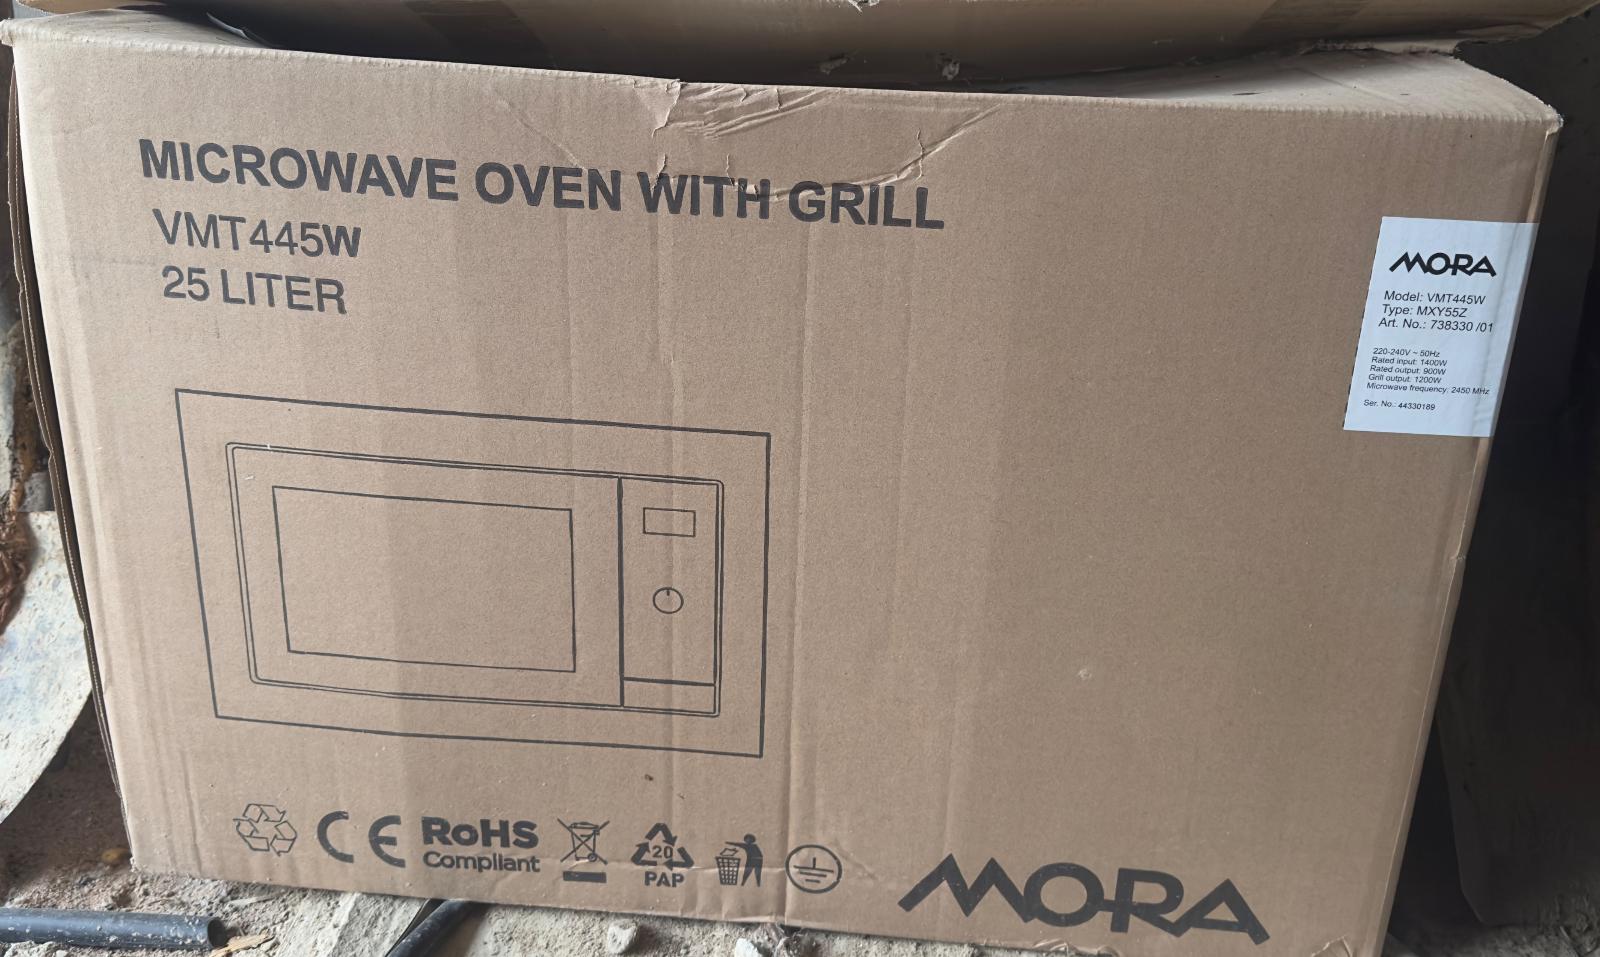 MICROWAVE OVEN WITH GRILL
VMT445W
25 LITER
MORA
Model: VMT445W
Type: MXY55Z
Art. No.: 738330 /01
220-240V ~ 50Hz
Rated input: 1400W
Rated output: 900W
Grill output: 1200W
Microwave frequency: 2450 MHz
Ser. No.: 44330189
CE
RoHS
Compliant
20
PAP
MORA